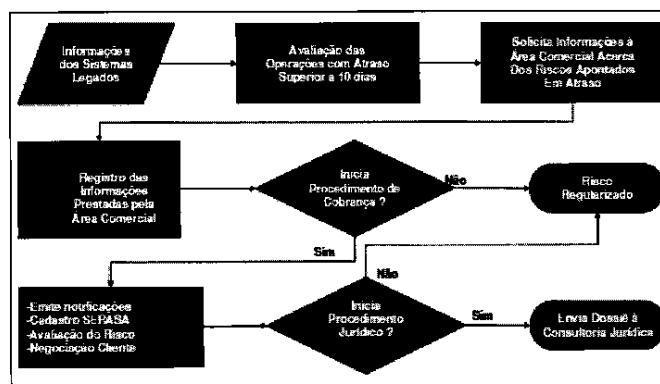 Informações
dos Sistemas
Legados
Avaliação das
Operações com Atraso
Superior a 10 dias
Solicita Informações à
Área Comercial Acerca
Dos Riscos Apontados
Em Atraso
Registro das
Informações
Prestadas pela
Área Comercial
Inicia
Procedimento de
Cobrança ?
Não
Risco
Regularizado
Sim
Não
-Emite notificações
-Cadastro SERASA
-Avaliação do Risco
-Negociação Cliente
Inicia
Procedimento
Jurídico ?
Sim
Envia Dossiê à
Consultoria Jurídica